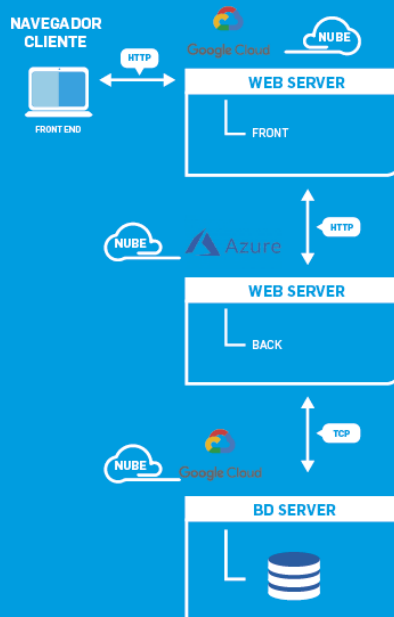 NAVEGADOR
CLIENTE
HTTP
FRONT END
Google Cloud
NUBE
WEB SERVER
FRONT
HTTP
NUBE
Azure
WEB SERVER
BACK
TCP
NUBE
Google Cloud
BD SERVER